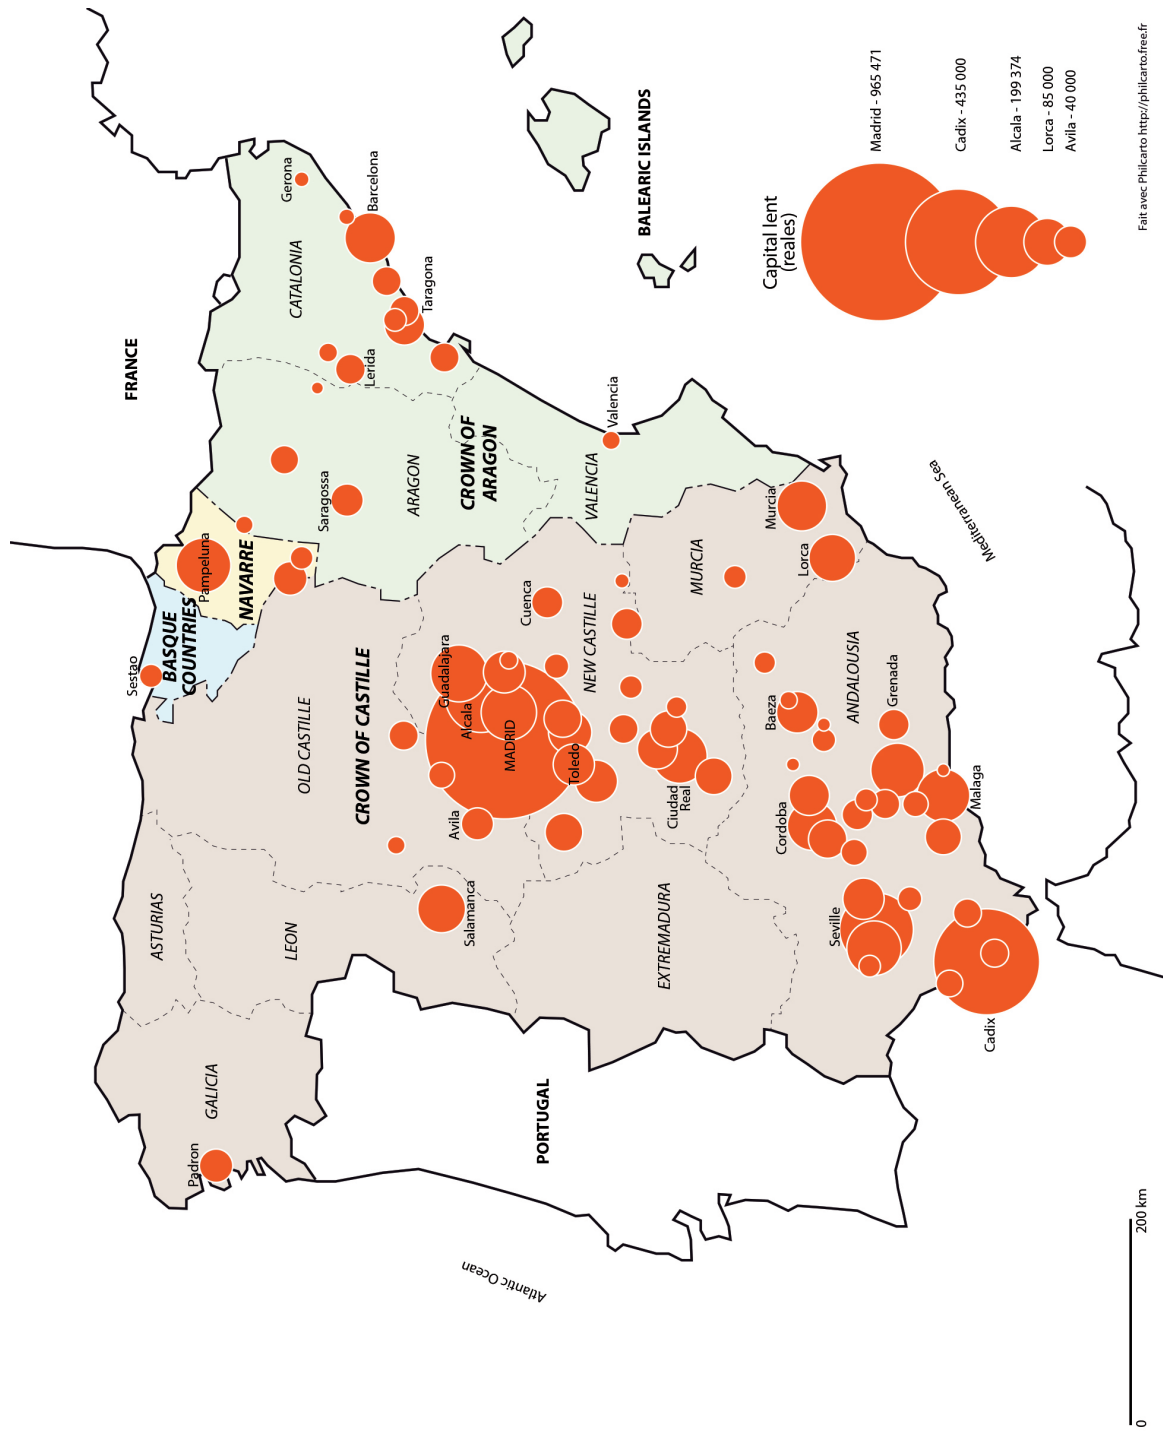 FRANCE
PORTUGAL
BALEARIC ISLANDS
Atlantic Ocean
Mediterranean Sea
GALICIA
Padron
ASTURIAS
LEON
Salamanca
OLD CASTILLE
CROWN OF CASTILLE
Avila
Sestao
BASQUE
COUNTRIES
Pampeluna
NAVARRE
Saragossa
ARAGON
CROWN OF
ARAGON
CATALONIA
Gerona
Barcelona
Taragona
Lerida
VALENCIA
Valencia
Guadalajara
Alcala
MADRID
Toledo
Cuenca
NEW CASTILLE
Ciudad
Real
EXTREMADURA
MURCIA
Murcia
Lorca
ANDALOUSIA
Baeza
Grenada
Cordoba
Malaga
Seville
Cadix
Capital lent
(reales)
Madrid - 965 471
Cadix - 435 000
Alcala - 199 374
Lorca - 85 000
Avila - 40 000
0
200 km
Fait avec Philcarto http://philcarto.free.fr